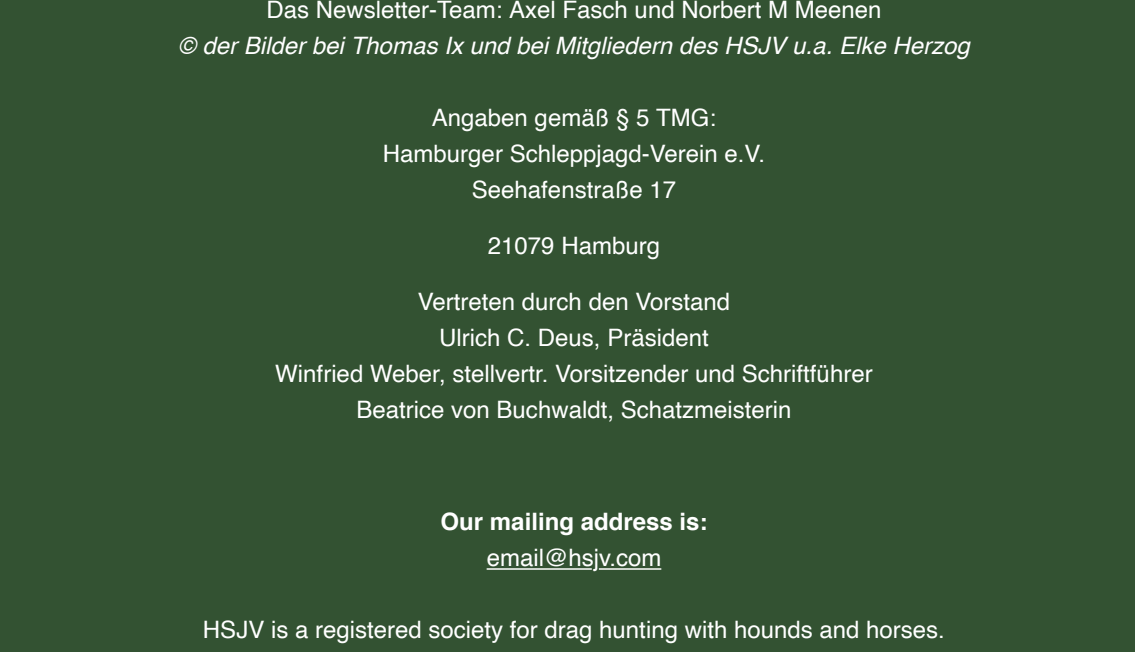 Das Newsletter-Team: Axel Fasch und Norbert M Meenen
© der Bilder bei Thomas Ix und bei Mitgliedern des HSJV u.a. Elke Herzog
Angaben gemäß § 5 TMG:
Hamburger Schleppjagd-Verein e.V.
Seehafenstraße 17
21079 Hamburg
Vertreten durch den Vorstand
Ulrich C. Deus, Präsident
Winfried Weber, stellvertr. Vorsitzender und Schriftführer
Beatrice von Buchwaldt, Schatzmeisterin
Our mailing address is:
email@hsjv.com
HSJV is a registered society for drag hunting with hounds and horses.